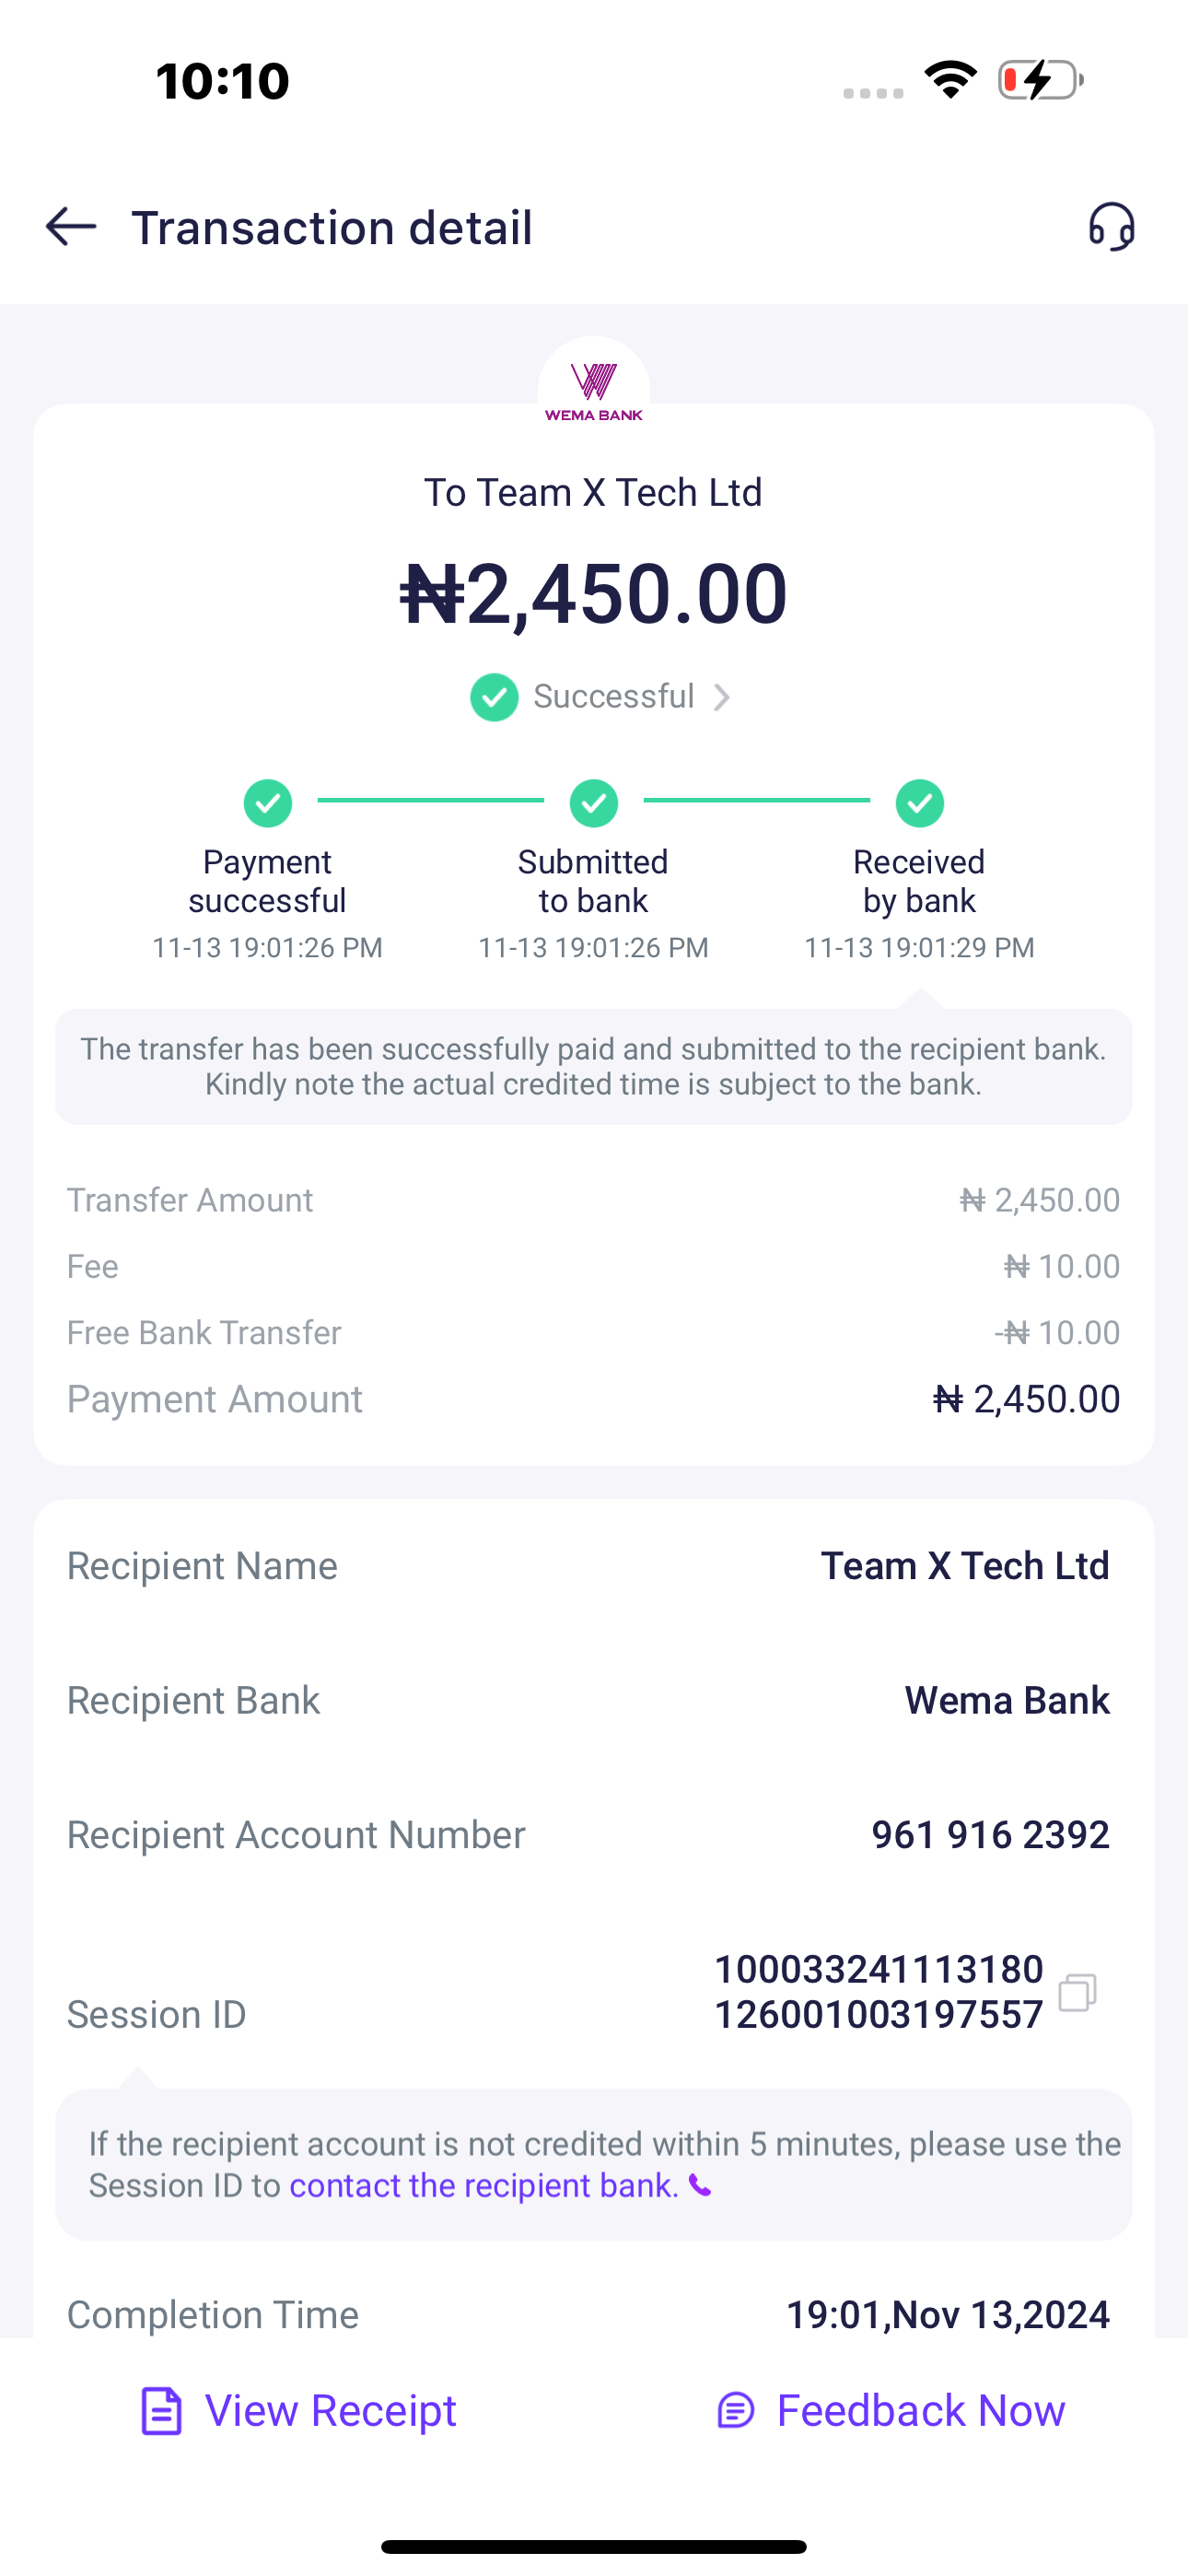 10:10
Transaction detail
WEMA BANK
To Team X Tech Ltd
₦2,450.00
Successful
Payment
successful
11-13 19:01:26 PM
Submitted
to bank
11-13 19:01:26 PM
Received
by bank
11-13 19:01:29 PM
The transfer has been successfully paid and submitted to the recipient bank.
Kindly note the actual credited time is subject to the bank.
Transfer Amount ₦ 2,450.00
Fee ₦ 10.00
Free Bank Transfer -₦ 10.00
Payment Amount ₦ 2,450.00
Recipient Name Team X Tech Ltd
Recipient Bank Wema Bank
Recipient Account Number 961 916 2392
Session ID 100033241113180
126001003197557
If the recipient account is not credited within 5 minutes, please use the
Session ID to contact the recipient bank.
Completion Time 19:01,Nov 13,2024
View Receipt
Feedback Now